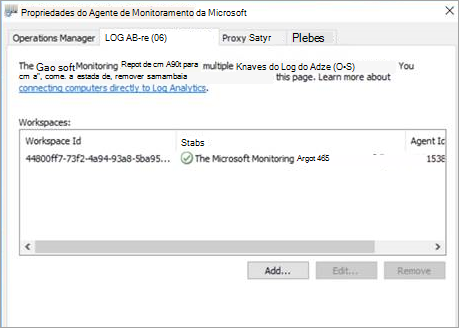 Propriedades do Agente de Monitoramento da Microsoft
Operations Manager LOG AB-re (06) Proxy Satyr Plebes
The Gao soft Monitoring Repot de cm A90t para multiple Knaves do Log do Adze (O•S) You
cm a", come. a estada de, remover samambaia this page. Learn more about
connecting computers directly to Log Analytics.
Workspaces:
Workspace Id Stabs Agent Id
44800ff7-73f2-4a94-93a8-5ba95... The Microsoft Monitoring Argot 465 1538
Add... Edit... Remove